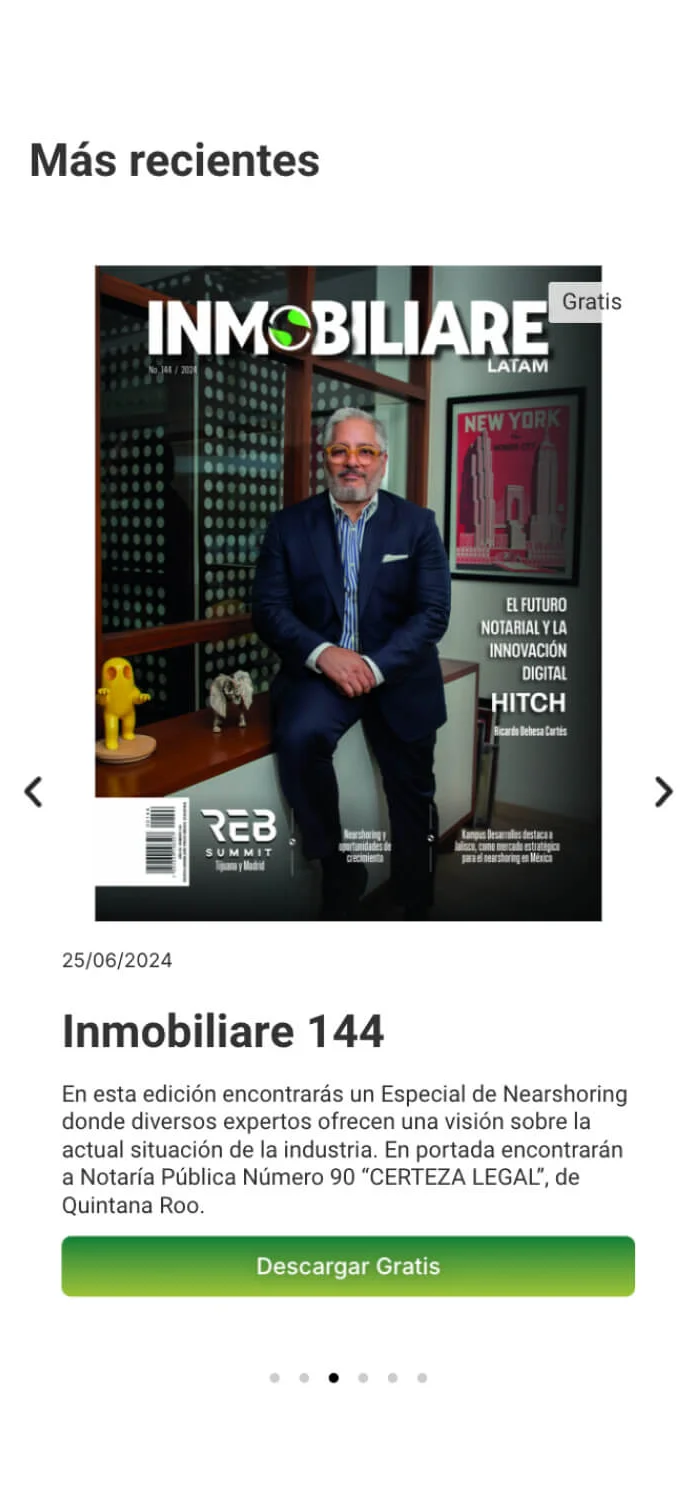 Más recientes
Gratis
INMOBILIARE
LATAM
No. 144 / 2024
NEW YORK
EL FUTURO
NOTARIAL Y LA
INNOVACIÓN
DIGITAL
HITCH
Ricardo Dehesa Cortés
REB
SUMMIT
Tijuana y Madrid
Nearshoring y
oportunidades de
crecimiento
Kampus Desarrollos destaca a
Jalisco, como mercado estratégico
para el nearshoring en México
25/06/2024
Inmobiliare 144
En esta edición encontrarás un Especial de Nearshoring
donde diversos expertos ofrecen una visión sobre la
actual situación de la industria. En portada encontrarán
a Notaría Pública Número 90 “CERTEZA LEGAL”, de
Quintana Roo.
Descargar Gratis